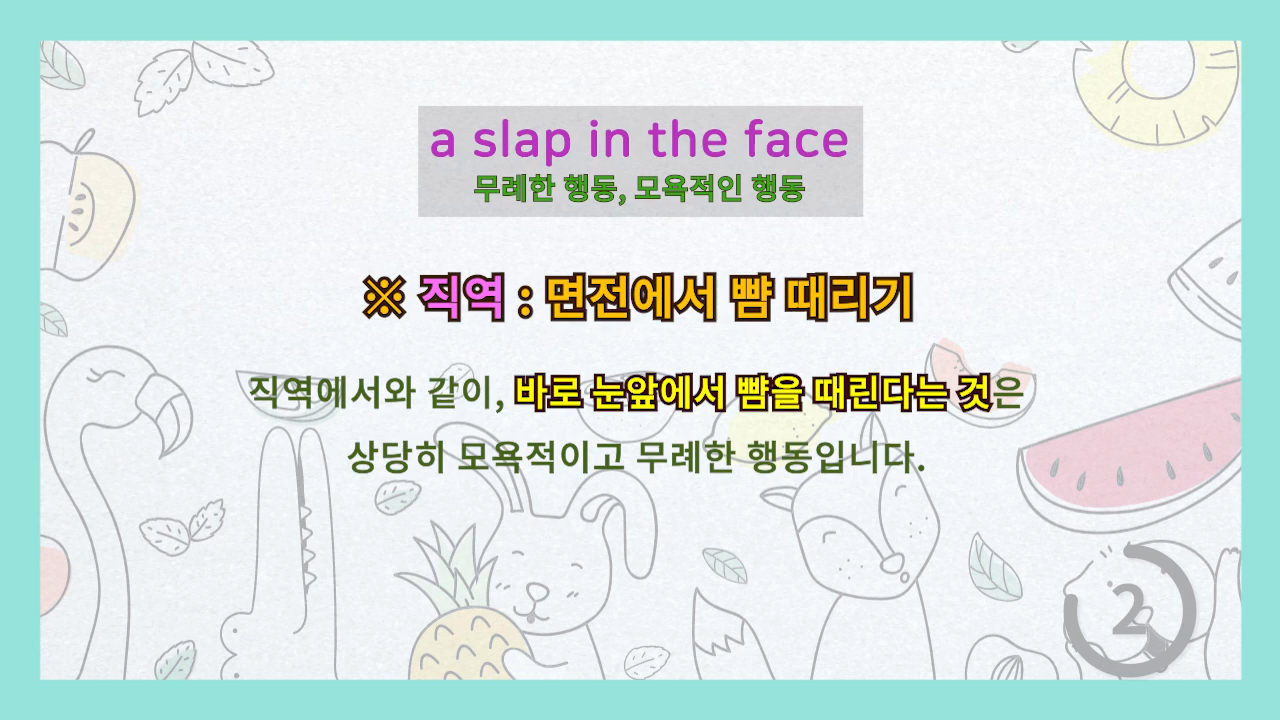 a slap in the face
무례한 행동, 모욕적인 행동
※ 직역 : 면전에서 뺨 때리기
직역에서와 같이, 바로 눈앞에서 뺨을 때린다는 것은
상당히 모욕적이고 무례한 행동입니다.
2